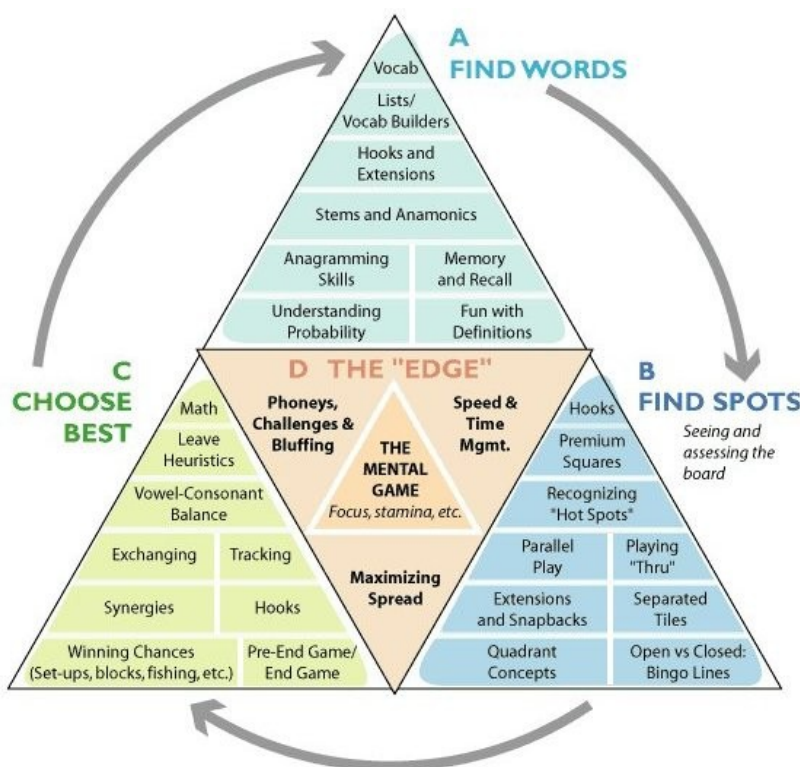 A
FIND WORDS
Vocab
Lists/
Vocab Builders
Hooks and
Extensions
Stems and Anamonics
Anagramming
Skills
Memory
and Recall
Understanding
Probability
Fun with
Definitions
C
CHOOSE
BEST
Math
Leave
Heuristics
Vowel-Consonant
Balance
Exchanging
Tracking
Synergies
Hooks
Winning Chances
(Set-ups, blocks, fishing, etc.)
Pre-End Game/
End Game
D THE "EDGE"
Phoneys,
Challenges &
Bluffing
Speed &
Time
Mgmt.
THE
MENTAL
GAME
Focus, stamina, etc.
Maximizing
Spread
B
FIND SPOTS
Seeing and
assessing the
board
Hooks
Premium
Squares
Recognizing
"Hot Spots"
Parallel
Play
Playing
"Thru"
Extensions
and Snapbacks
Separated
Tiles
Quadrant
Concepts
Open vs Closed:
Bingo Lines